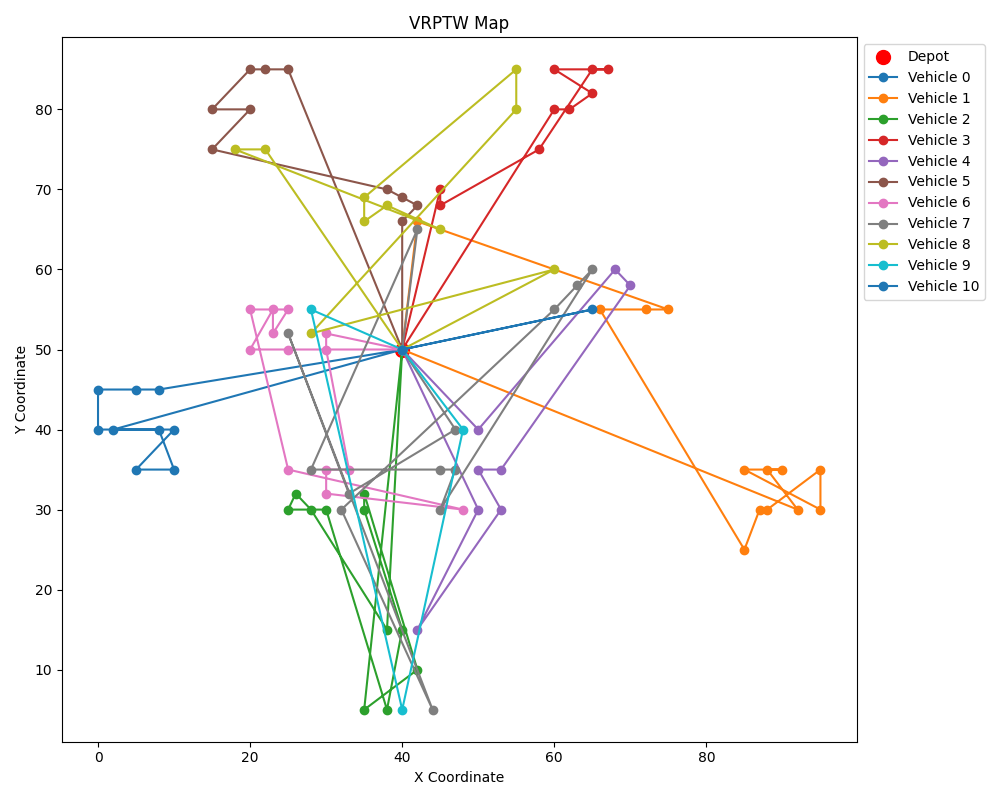 VRPTW Map
Y Coordinate
80
70
60
50
40
30
20
10
0
20
40
60
80
X Coordinate
Depot
Vehicle 0
Vehicle 1
Vehicle 2
Vehicle 3
Vehicle 4
Vehicle 5
Vehicle 6
Vehicle 7
Vehicle 8
Vehicle 9
Vehicle 10